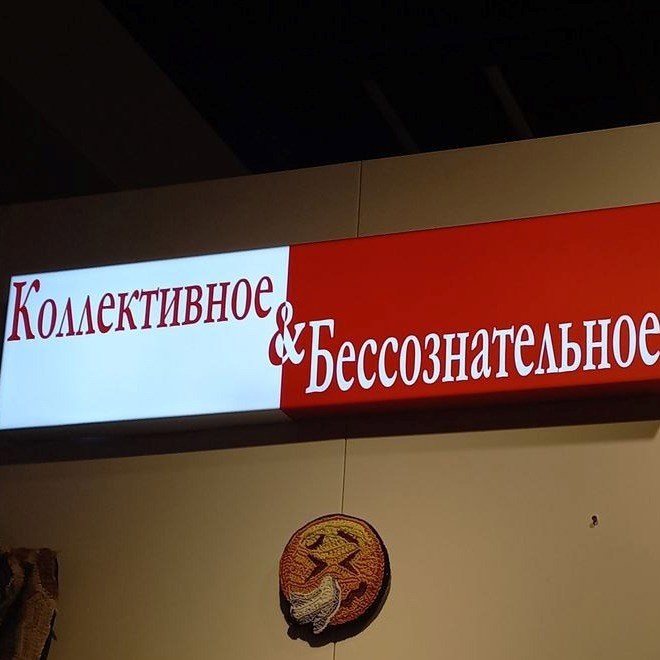 Коллективное
&
Бессознательное